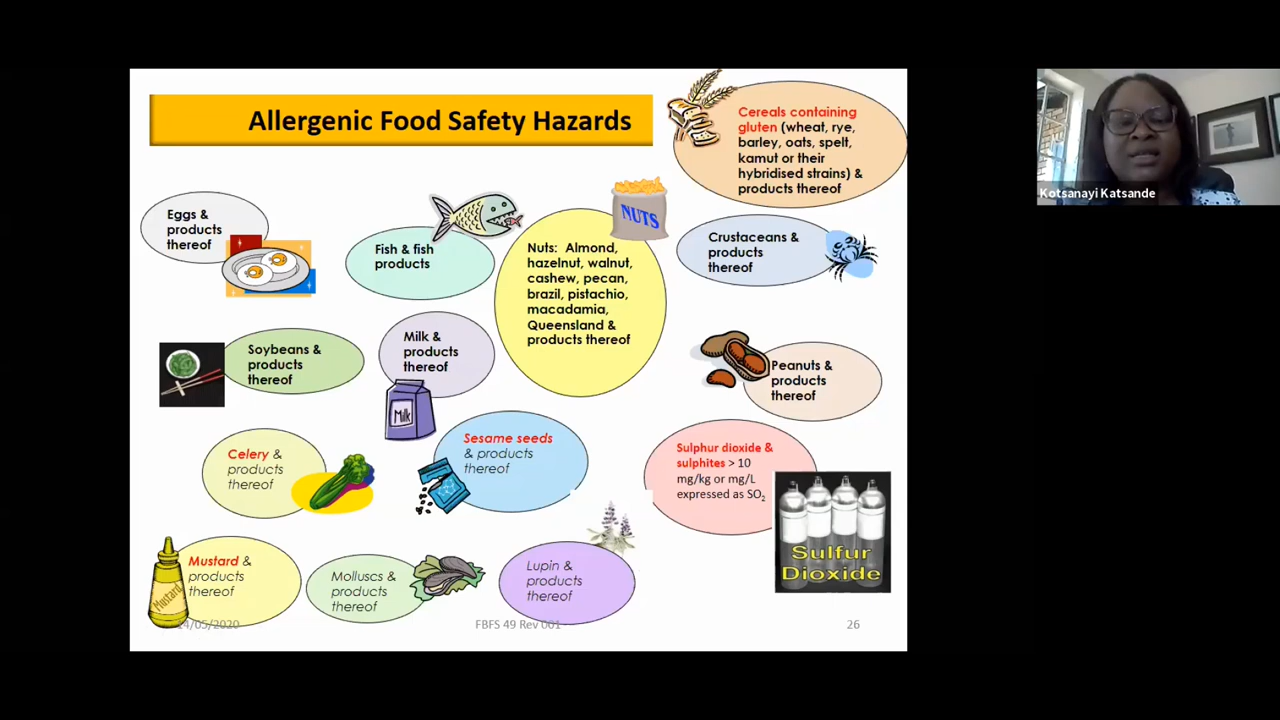 Allergenic Food Safety Hazards
Cereals containing
gluten (wheat, rye,
barley, oats, spelt,
kamut or their
hybridised strains) &
products thereof
Kotsanayi Katsande
Eggs &
products
thereof
Fish & fish
products
NUTS
Nuts: Almond,
hazelnut, walnut,
cashew, pecan,
brazil, pistachio,
macadamia,
Queensland &
products thereof
Crustaceans &
products
thereof
Soybeans &
products
thereof
Milk &
products
thereof
Milk
Peanuts &
products
thereof
Celery &
products
thereof
Sesame seeds
& products
thereof
Sulphur dioxide &
sulphites > 10
mg/kg or mg/L
expressed as SO₂
Sulfur
Dioxide
Mustard &
products
thereof
Mustard
Molluscs &
products
thereof
Lupin &
products
thereof
14/05/2020
FBFS 49 Rev 001
26